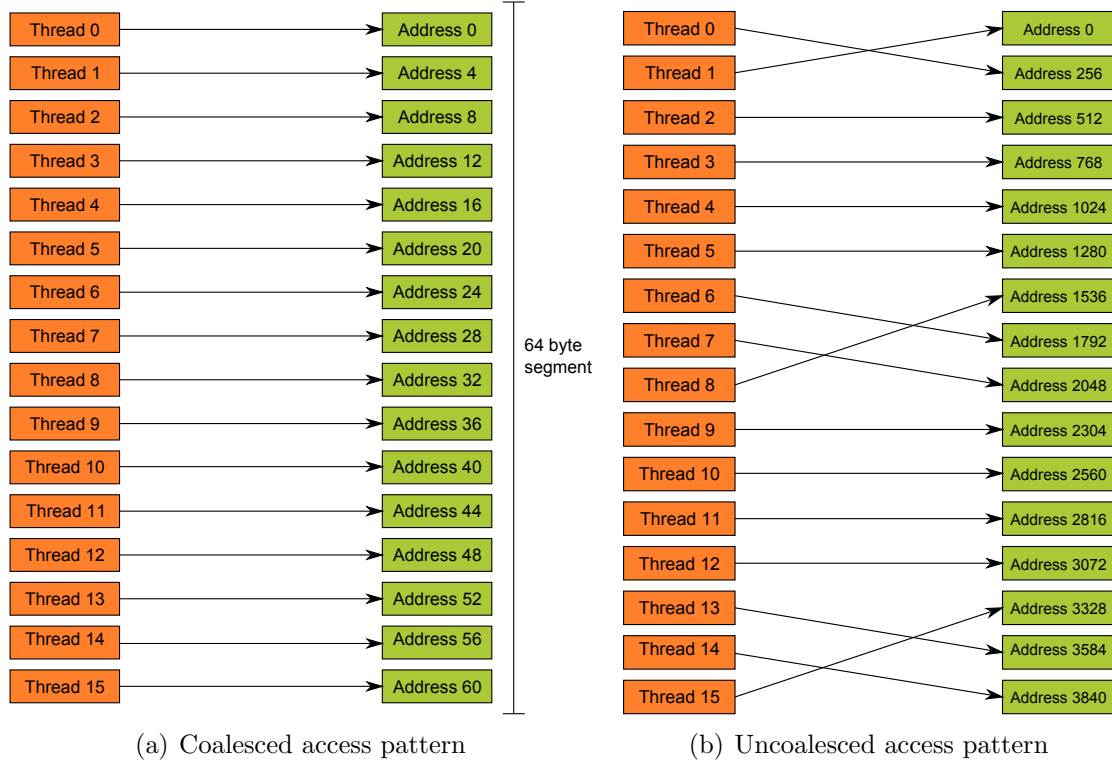 Thread 0
Address 0
Thread 1
Address 4
Thread 2
Address 8
Thread 3
Address 12
Thread 4
Address 16
Thread 5
Address 20
Thread 6
Address 24
Thread 7
Address 28
Thread 8
Address 32
Thread 9
Address 36
Thread 10
Address 40
Thread 11
Address 44
Thread 12
Address 48
Thread 13
Address 52
Thread 14
Address 56
Thread 15
Address 60
64 byte
segment
(a) Coalesced access pattern
Thread 0
Address 0
Thread 1
Address 256
Thread 2
Address 512
Thread 3
Address 768
Thread 4
Address 1024
Thread 5
Address 1280
Thread 6
Address 1536
Thread 7
Address 1792
Thread 8
Address 2048
Thread 9
Address 2304
Thread 10
Address 2560
Thread 11
Address 2816
Thread 12
Address 3072
Thread 13
Address 3328
Thread 14
Address 3584
Thread 15
Address 3840
(b) Uncoalesced access pattern